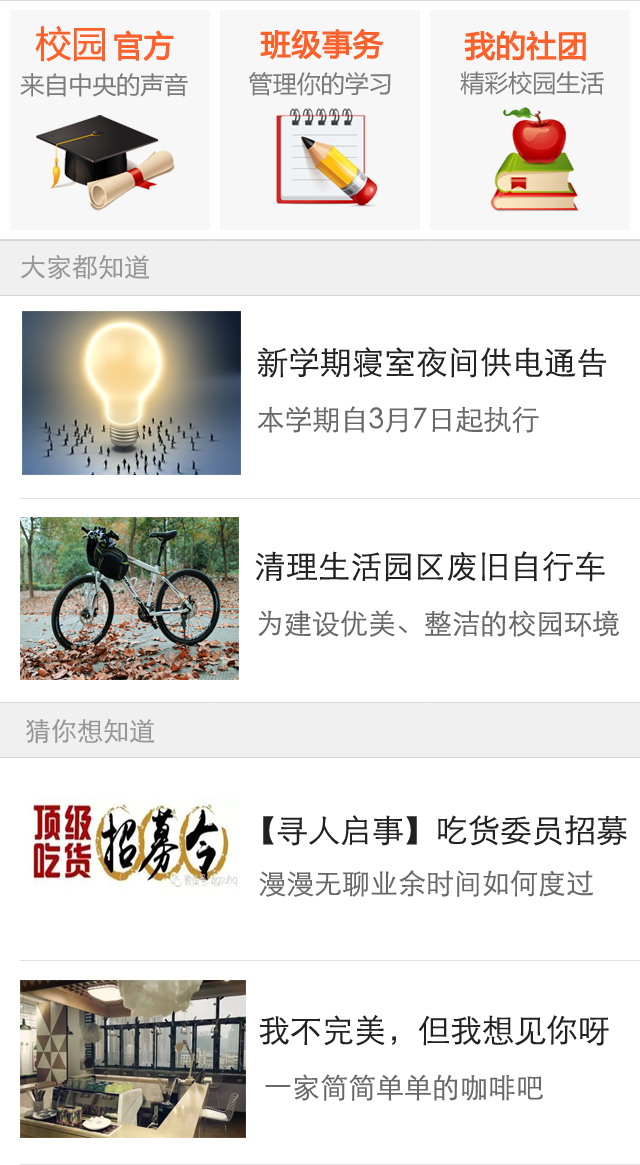 校园 官方
来自中央的声音
班级事务
管理你的学习
我的社团
精彩校园生活
大家都知道
新学期寝室夜间供电通告
本学期自3月7日起执行
清理生活园区废旧自行车
为建设优美、整洁的校园环境
猜你想知道
顶级
吃货
招募令
【寻人启事】吃货委员招募
漫漫无聊业余时间如何度过
我不完美，但我想见你呀
一家简简单单的咖啡吧